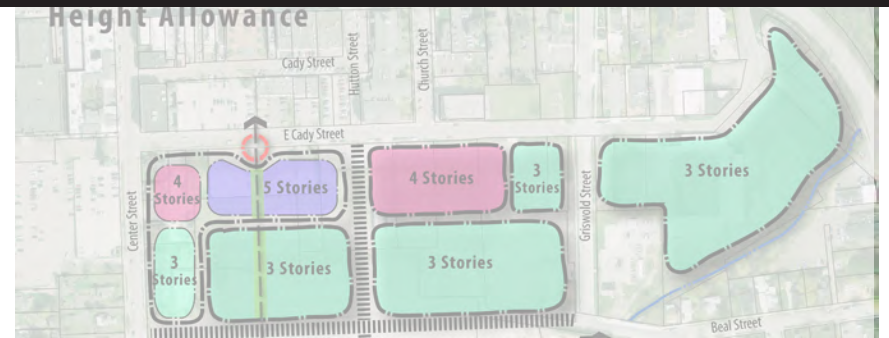 Height Allowance
Cady Street
Hutton Street
Church Street
E Cady Street
Center Street
Griswold Street
4
Stories
5 Stories
4 Stories
3
Stories
3 Stories
3
Stories
3 Stories
3 Stories
Beal Street